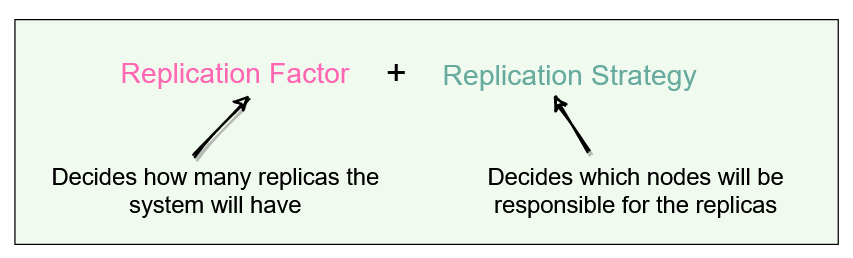 Replication Factor + Replication Strategy
Decides how many replicas the
system will have
Decides which nodes will be
responsible for the replicas